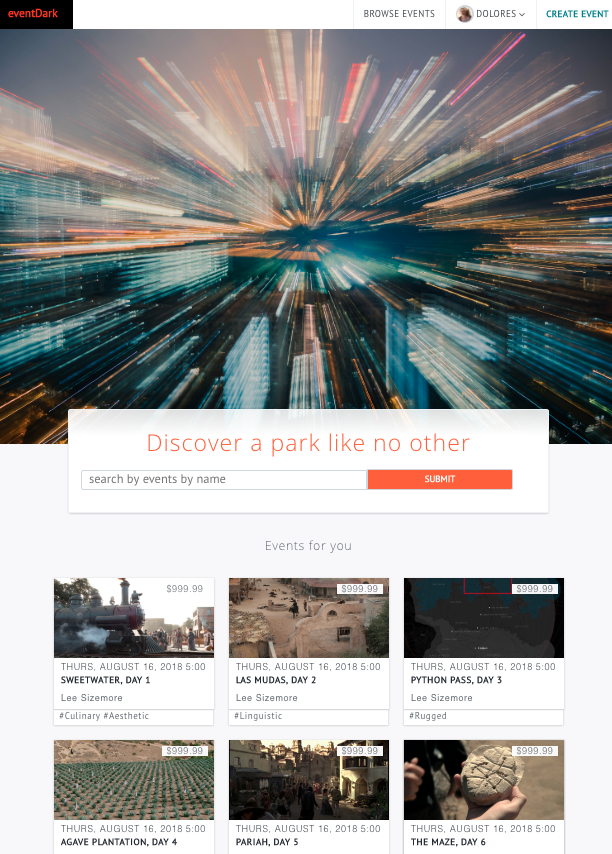 eventDark
BROWSE EVENTS
DOLORES
CREATE EVENT
Discover a park like no other
search by events by name
SUBMIT
Events for you
$999.99
$999.99
$999.99
THURS, AUGUST 16, 2018 5:00
THURS, AUGUST 16, 2018 5:00
THURS, AUGUST 16, 2018 5:00
SWEETWATER, DAY 1
LAS MUDAS, DAY 2
PYTHON PASS, DAY 3
Lee Sizemore
Lee Sizemore
Lee Sizemore
#Culinary #Aesthetic
#Linguistic
#Rugged
$999.99
$999.99
$999.99
THURS, AUGUST 16, 2018 5:00
THURS, AUGUST 16, 2018 5:00
THURS, AUGUST 16, 2018 5:00
AGAVE PLANTATION, DAY 4
PARIAH, DAY 5
THE MAZE, DAY 6